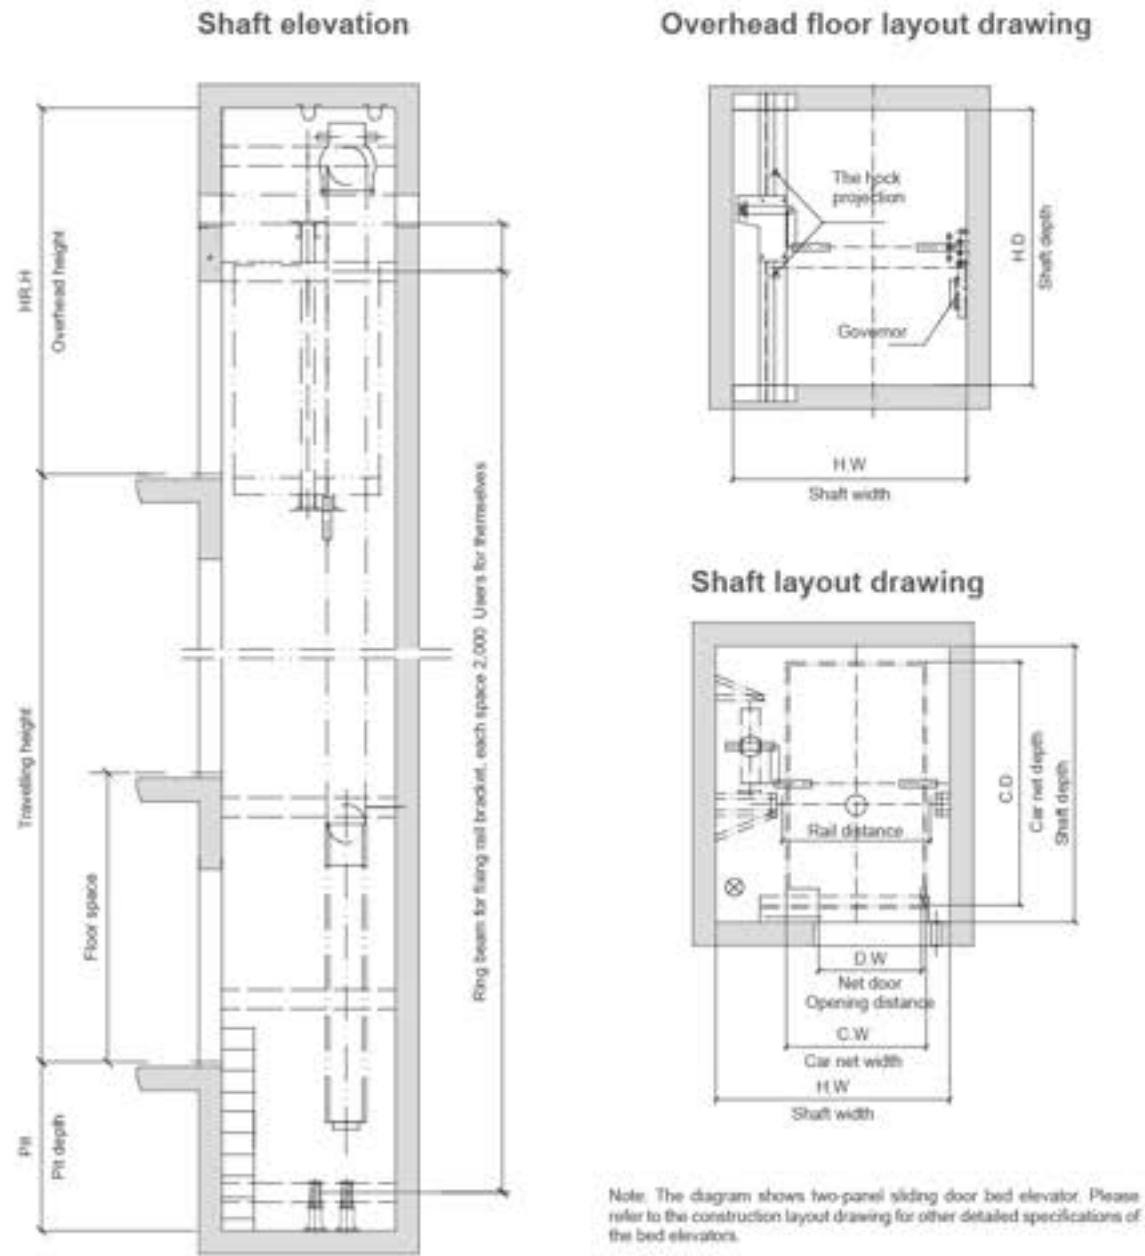 Shaft elevation
HR.H
Overhead height
Travelling height
Floor space
Pit
Pit depth
Ring beam for fixing rail bracket, each space 2,000 Users for themselves
Overhead floor layout drawing
The hock
projection
Governor
H.D
Shaft depth
H.W
Shaft width
Shaft layout drawing
Rail distance
C.D
Car net depth
Shaft depth
D.W
Net door
Opening distance
C.W
Car net width
H.W
Shaft width
Note. The diagram shows two-panel sliding door bed elevator. Please
refer to the construction layout drawing for other detailed specifications of
the bed elevators.